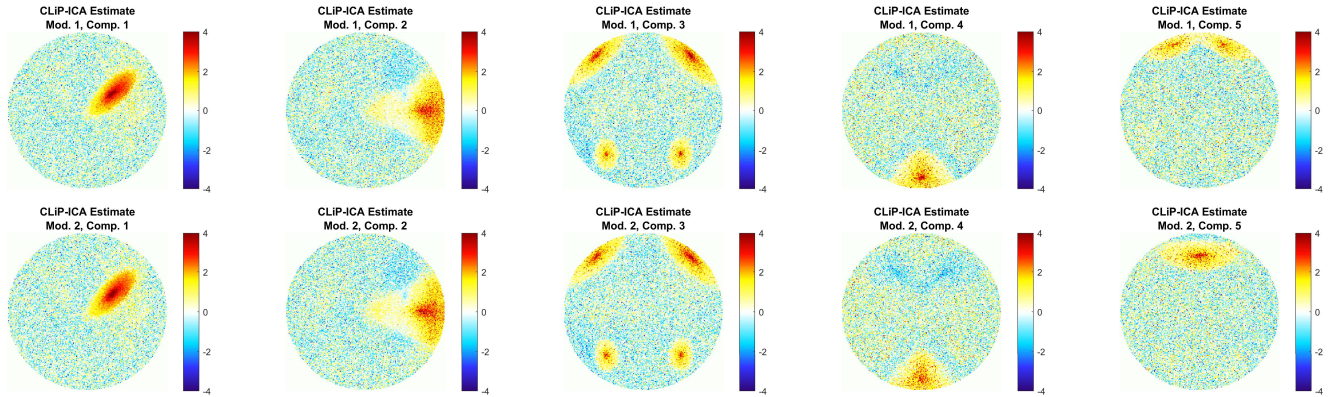 CLiP-ICA Estimate
Mod. 1, Comp. 1
4
2
0
-2
-4
CLiP-ICA Estimate
Mod. 1, Comp. 2
4
2
0
-2
-4
CLiP-ICA Estimate
Mod. 1, Comp. 3
4
2
0
-2
-4
CLiP-ICA Estimate
Mod. 1, Comp. 4
4
2
0
-2
-4
CLiP-ICA Estimate
Mod. 1, Comp. 5
4
2
0
-2
-4
CLiP-ICA Estimate
Mod. 2, Comp. 1
4
2
0
-2
-4
CLiP-ICA Estimate
Mod. 2, Comp. 2
4
2
0
-2
-4
CLiP-ICA Estimate
Mod. 2, Comp. 3
4
2
0
-2
-4
CLiP-ICA Estimate
Mod. 2, Comp. 4
4
2
0
-2
-4
CLiP-ICA Estimate
Mod. 2, Comp. 5
4
2
0
-2
-4